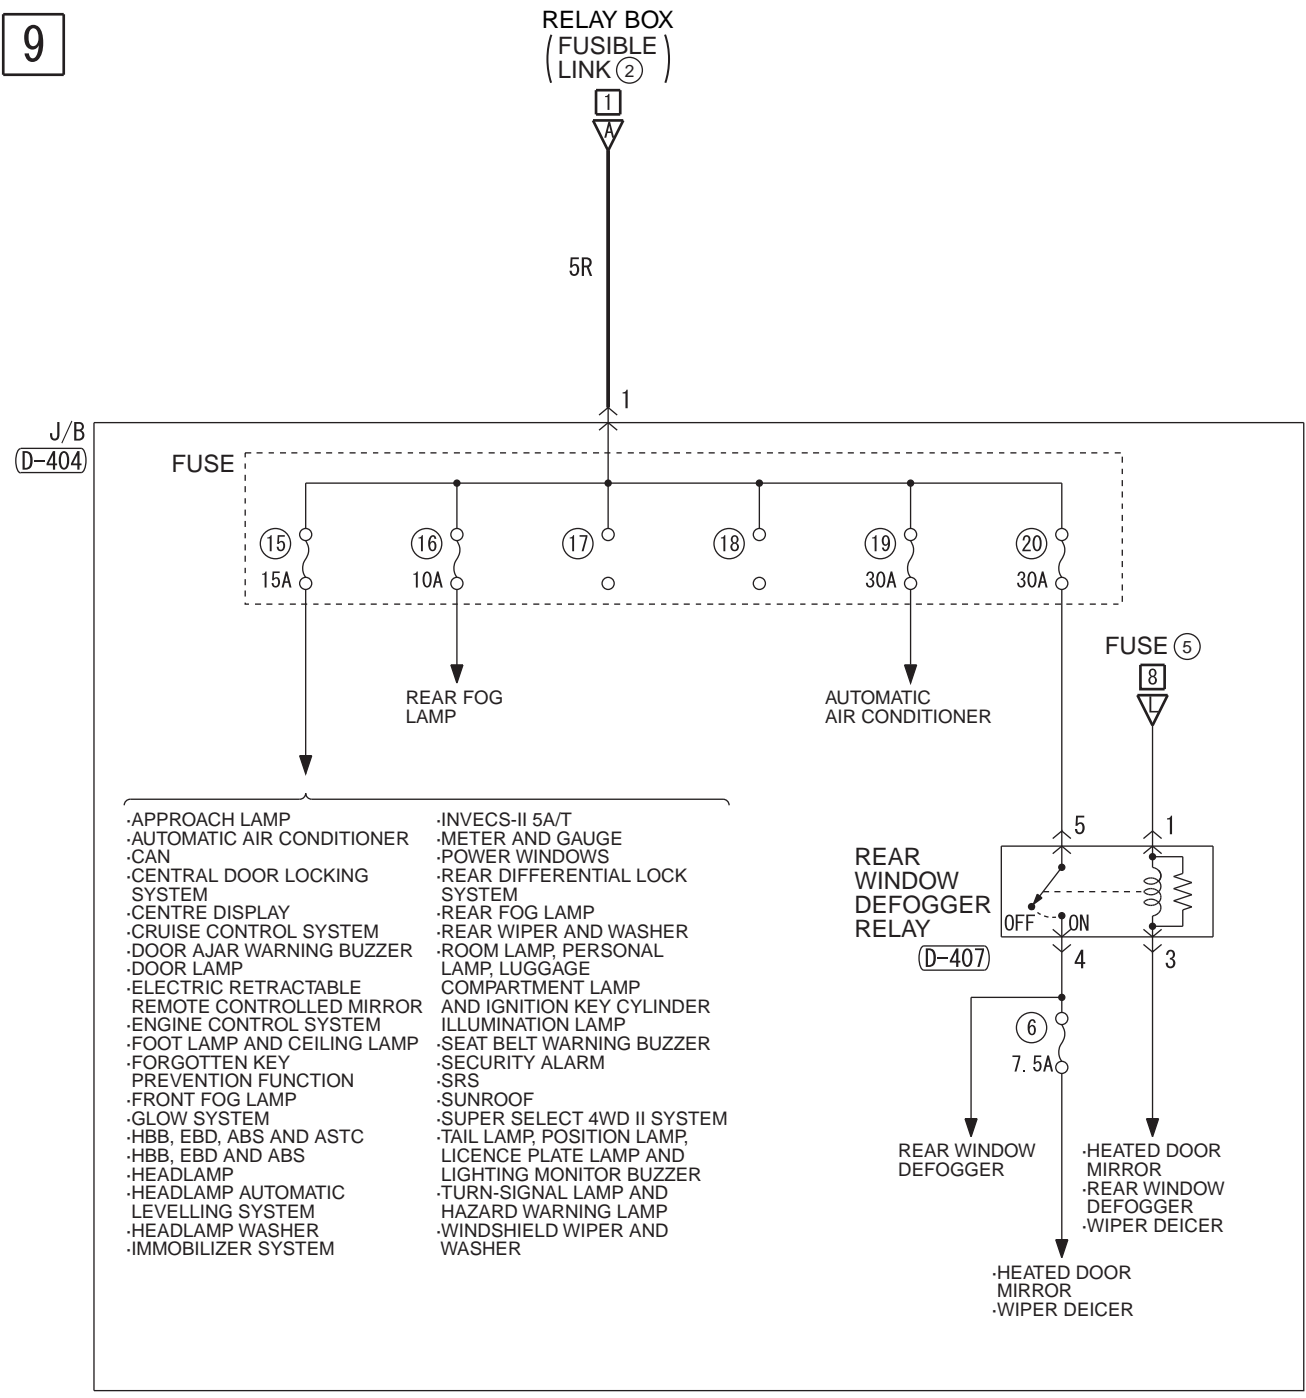 9
RELAY BOX
(FUSIBLE
LINK ②)
1
A
5R
1
J/B
D-404
FUSE
15
15A
16
10A
17
18
19
30A
20
30A
REAR FOG
LAMP
AUTOMATIC
AIR CONDITIONER
FUSE ⑤
8
L
·APPROACH LAMP
·AUTOMATIC AIR CONDITIONER
·CAN
·CENTRAL DOOR LOCKING
SYSTEM
·CENTRE DISPLAY
·CRUISE CONTROL SYSTEM
·DOOR AJAR WARNING BUZZER
·DOOR LAMP
·ELECTRIC RETRACTABLE
REMOTE CONTROLLED MIRROR
·ENGINE CONTROL SYSTEM
·FOOT LAMP AND CEILING LAMP
·FORGOTTEN KEY
PREVENTION FUNCTION
·FRONT FOG LAMP
·GLOW SYSTEM
·HBB, EBD, ABS AND ASTC
·HBB, EBD AND ABS
·HEADLAMP
·HEADLAMP AUTOMATIC
LEVELLING SYSTEM
·HEADLAMP WASHER
·IMMOBILIZER SYSTEM
·INVECS-II 5A/T
·METER AND GAUGE
·POWER WINDOWS
·REAR DIFFERENTIAL LOCK
SYSTEM
·REAR FOG LAMP
·REAR WIPER AND WASHER
·ROOM LAMP, PERSONAL
LAMP, LUGGAGE
COMPARTMENT LAMP
AND IGNITION KEY CYLINDER
ILLUMINATION LAMP
·SEAT BELT WARNING BUZZER
·SECURITY ALARM
·SRS
·SUNROOF
·SUPER SELECT 4WD II SYSTEM
·TAIL LAMP, POSITION LAMP,
LICENCE PLATE LAMP AND
LIGHTING MONITOR BUZZER
·TURN-SIGNAL LAMP AND
HAZARD WARNING LAMP
·WINDSHIELD WIPER AND
WASHER
5
1
REAR
WINDOW
DEFOGGER
RELAY
D-407
OFF
ON
4
3
6
7.5A
REAR WINDOW
DEFOGGER
·HEATED DOOR
MIRROR
·REAR WINDOW
DEFOGGER
·WIPER DEICER
·HEATED DOOR
MIRROR
·WIPER DEICER